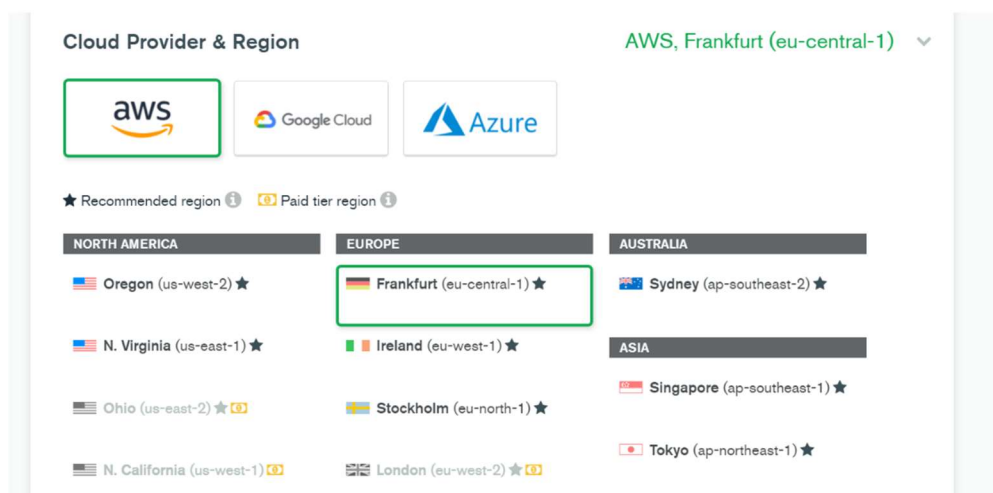 Cloud Provider & Region
AWS, Frankfurt (eu-central-1)
aws
Google Cloud
Azure
Recommended region
Paid tier region
NORTH AMERICA
Oregon (us-west-2)
N. Virginia (us-east-1)
Ohio (us-east-2)
N. California (us-west-1)
EUROPE
Frankfurt (eu-central-1)
Ireland (eu-west-1)
Stockholm (eu-north-1)
London (eu-west-2)
AUSTRALIA
Sydney (ap-southeast-2)
ASIA
Singapore (ap-southeast-1)
Tokyo (ap-northeast-1)